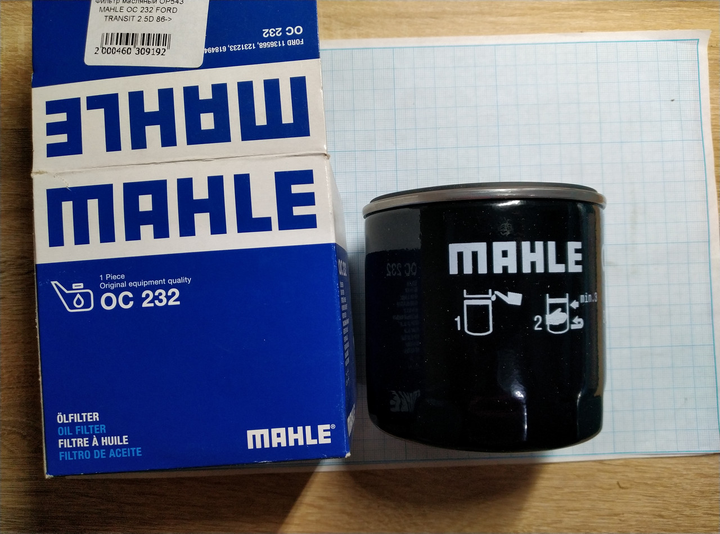 Фильтр масляный OP543
MAHLE OC 232 FORD
TRANSIT 2.5D 86->
2 000460 309192
FORD 1136568, 1231233, 618494
OC 232
MAHLE
MAHLE
1 Piece
Original equipment quality
OC 232
ÖLFILTER
OIL FILTER
FILTRE À HUILE
FILTRO DE ACEITE
MAHLE®
MAHLE
1
2
min.3